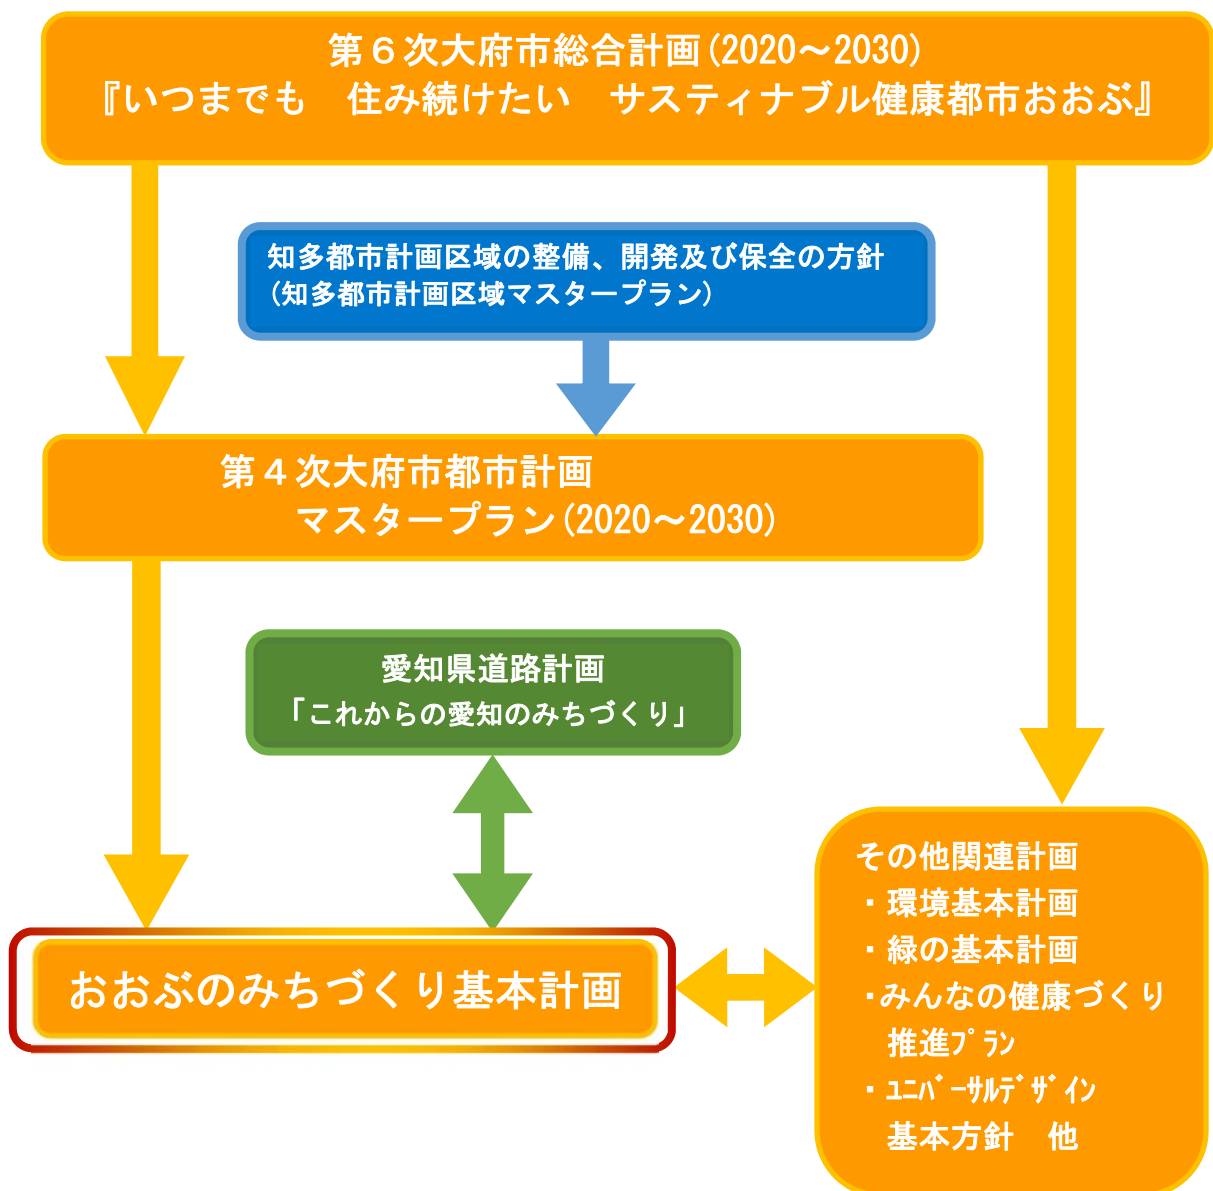 第６次大府市総合計画(2020～2030)
『いつまでも　住み続けたい　サスティナブル健康都市おおぶ』
知多都市計画区域の整備、開発及び保全の方針
(知多都市計画区域マスタープラン)
第４次大府市都市計画
マスタープラン(2020～2030)
愛知県道路計画
「これからの愛知のみちづくり」
おおぶのみちづくり基本計画
その他関連計画
・環境基本計画
・緑の基本計画
・みんなの健康づくり
推進ﾌﾟﾗﾝ
・ﾕﾆﾊﾞｰｻﾙﾃﾞｻﾞｲﾝ
基本方針　他